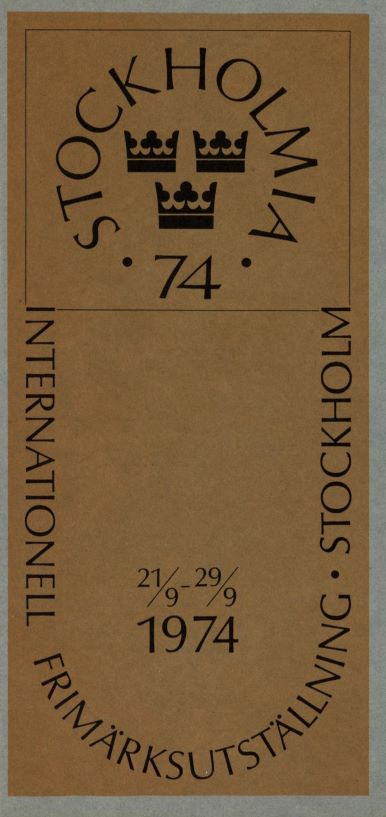 STOCKHOLMIA
• 74 •
INTERNATIONELL FRIMÄRKSUTSTÄLLNING • STOCKHOLM
21/9-29/9
1974